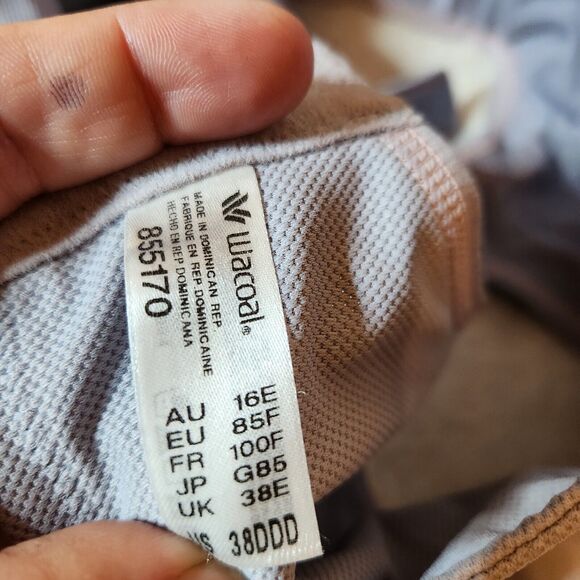 wacoal®
MADE IN DOMINICAN REP
FABRIQUE EN REP DOMINICAINE
HECHO EN REP DOMINICANA
855170
AU 16E
EU 85F
FR 100F
JP G85
UK 38E
US 38DDD